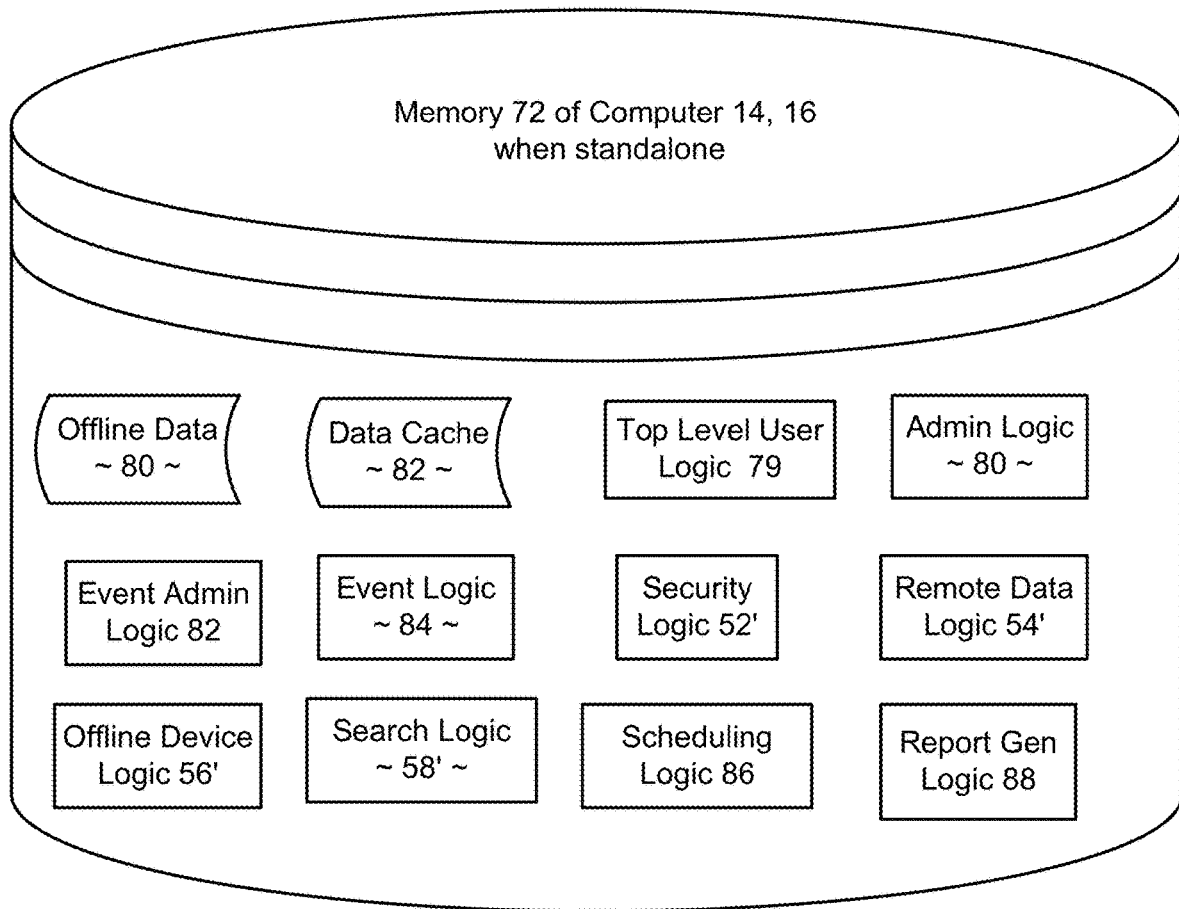 Memory 72 of Computer 14, 16
when standalone
Offline Data
~ 80 ~
Data Cache
~ 82 ~
Top Level User
Logic 79
Admin Logic
~ 80 ~
Event Admin
Logic 82
Event Logic
~ 84 ~
Security
Logic 52'
Remote Data
Logic 54'
Offline Device
Logic 56'
Search Logic
~ 58' ~
Scheduling
Logic 86
Report Gen
Logic 88